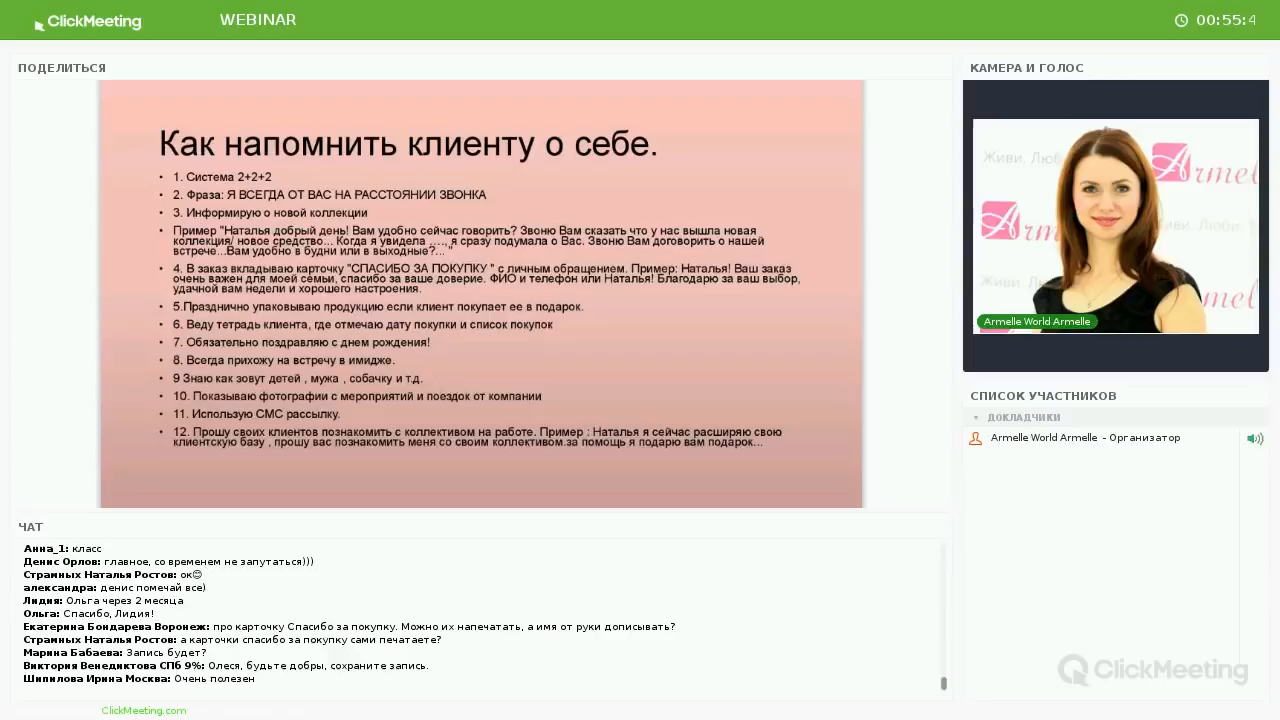 ClickMeeting
WEBINAR
00:55:4
ПОДЕЛИТЬСЯ
Как напомнить клиенту о себе.
• 1. Система 2+2+2
• 2. Фраза: Я ВСЕГДА ОТ ВАС НА РАССТОЯНИИ ЗВОНКА
• 3. Информирую о новой коллекции
• Пример "Наталья добрый день! Вам удобно сейчас говорить? Звоню Вам сказать что у нас вышла новая
коллекция/ новое средство... Когда я увидела ...., я сразу подумала о Вас. Звоню Вам договорить о нашей
встрече...Вам удобно в будни или в выходные?... "
• 4. В заказ вкладываю карточку "СПАСИБО ЗА ПОКУПКУ " с личным обращением. Пример: Наталья! Ваш заказ
очень важен для моей семьи, спасибо за ваше доверие. ФИО и телефон или Наталья! Благодарю за ваш выбор,
удачной вам недели и хорошего настроения.
• 5.Празднично упаковываю продукцию если клиент покупает ее в подарок.
• 6. Веду тетрадь клиента, где отмечаю дату покупки и список покупок
• 7. Обязательно поздравляю с днем рождения!
• 8. Всегда прихожу на встречу в имидже.
• 9 Знаю как зовут детей , мужа , собачку и т.д.
• 10. Показываю фотографии с мероприятий и поездок от компании
• 11. Использую СМС рассылку.
• 12. Прошу своих клиентов познакомить с коллективом на работе. Пример : Наталья я сейчас расширяю свою
клиентскую базу , прошу вас познакомить меня со своим коллективом.за помощь я подарю вам подарок...
ЧАТ
Анна_1: класс
Денис Орлов: главное, со временем не запутаться)))
Страмных Наталья Ростов: ок😊
александра: денис помечай все)
Лидия: Ольга через 2 месяца
Ольга: Спасибо, Лидия!
Екатерина Бондарева Воронеж: про карточку Спасибо за покупку. Можно их напечатать, а имя от руки дописывать?
Страмных Наталья Ростов: а карточки спасибо за покупку сами печатаете?
Марина Бабаева: Запись будет?
Виктория Венедиктова СПб 9%: Олеся, будьте добры, сохраните запись.
Шипилова Ирина Москва: Очень полезен
ClickMeeting.com
КАМЕРА И ГОЛОС
Живи. Люби
Armel
Armelle World Armelle
СПИСОК УЧАСТНИКОВ
ДОКЛАДЧИКИ
Armelle World Armelle - Организатор
ClickMeeting